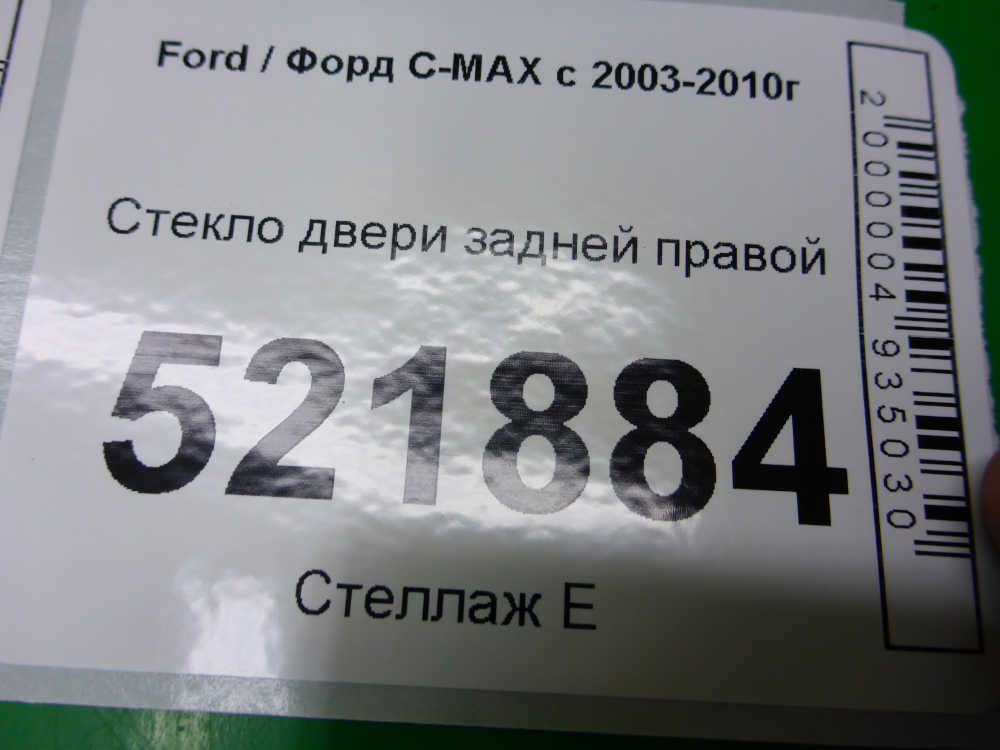 Ford / Форд C-MAX с 2003-2010г
Стекло двери задней правой
521884
Стеллаж Е
2000004935030